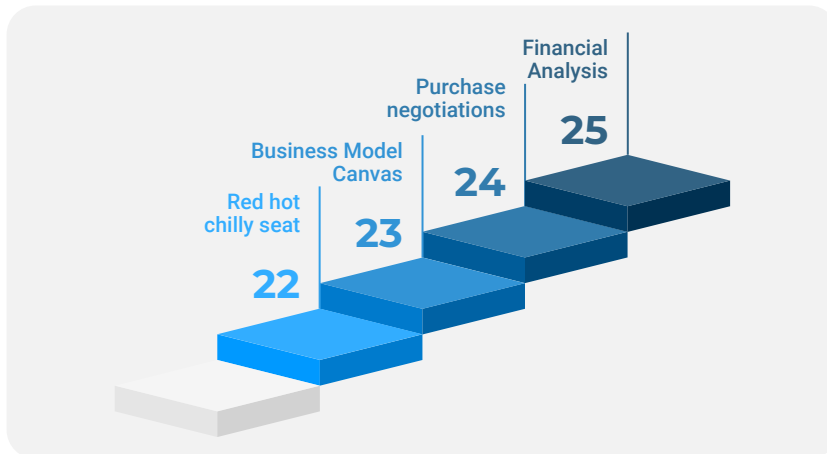 Financial
Analysis
25
Purchase
negotiations
24
Business Model
Canvas
23
Red hot
chilly seat
22